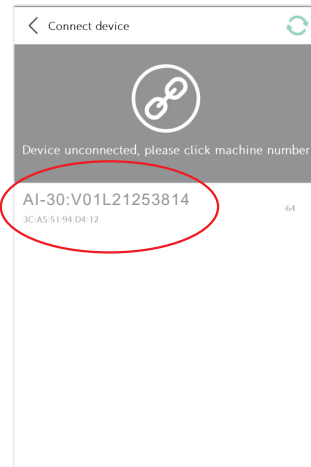 Connect device
Device unconnected, please click machine number
AI-30:V01L21253814
64
3C:A5:51:94:D4:12